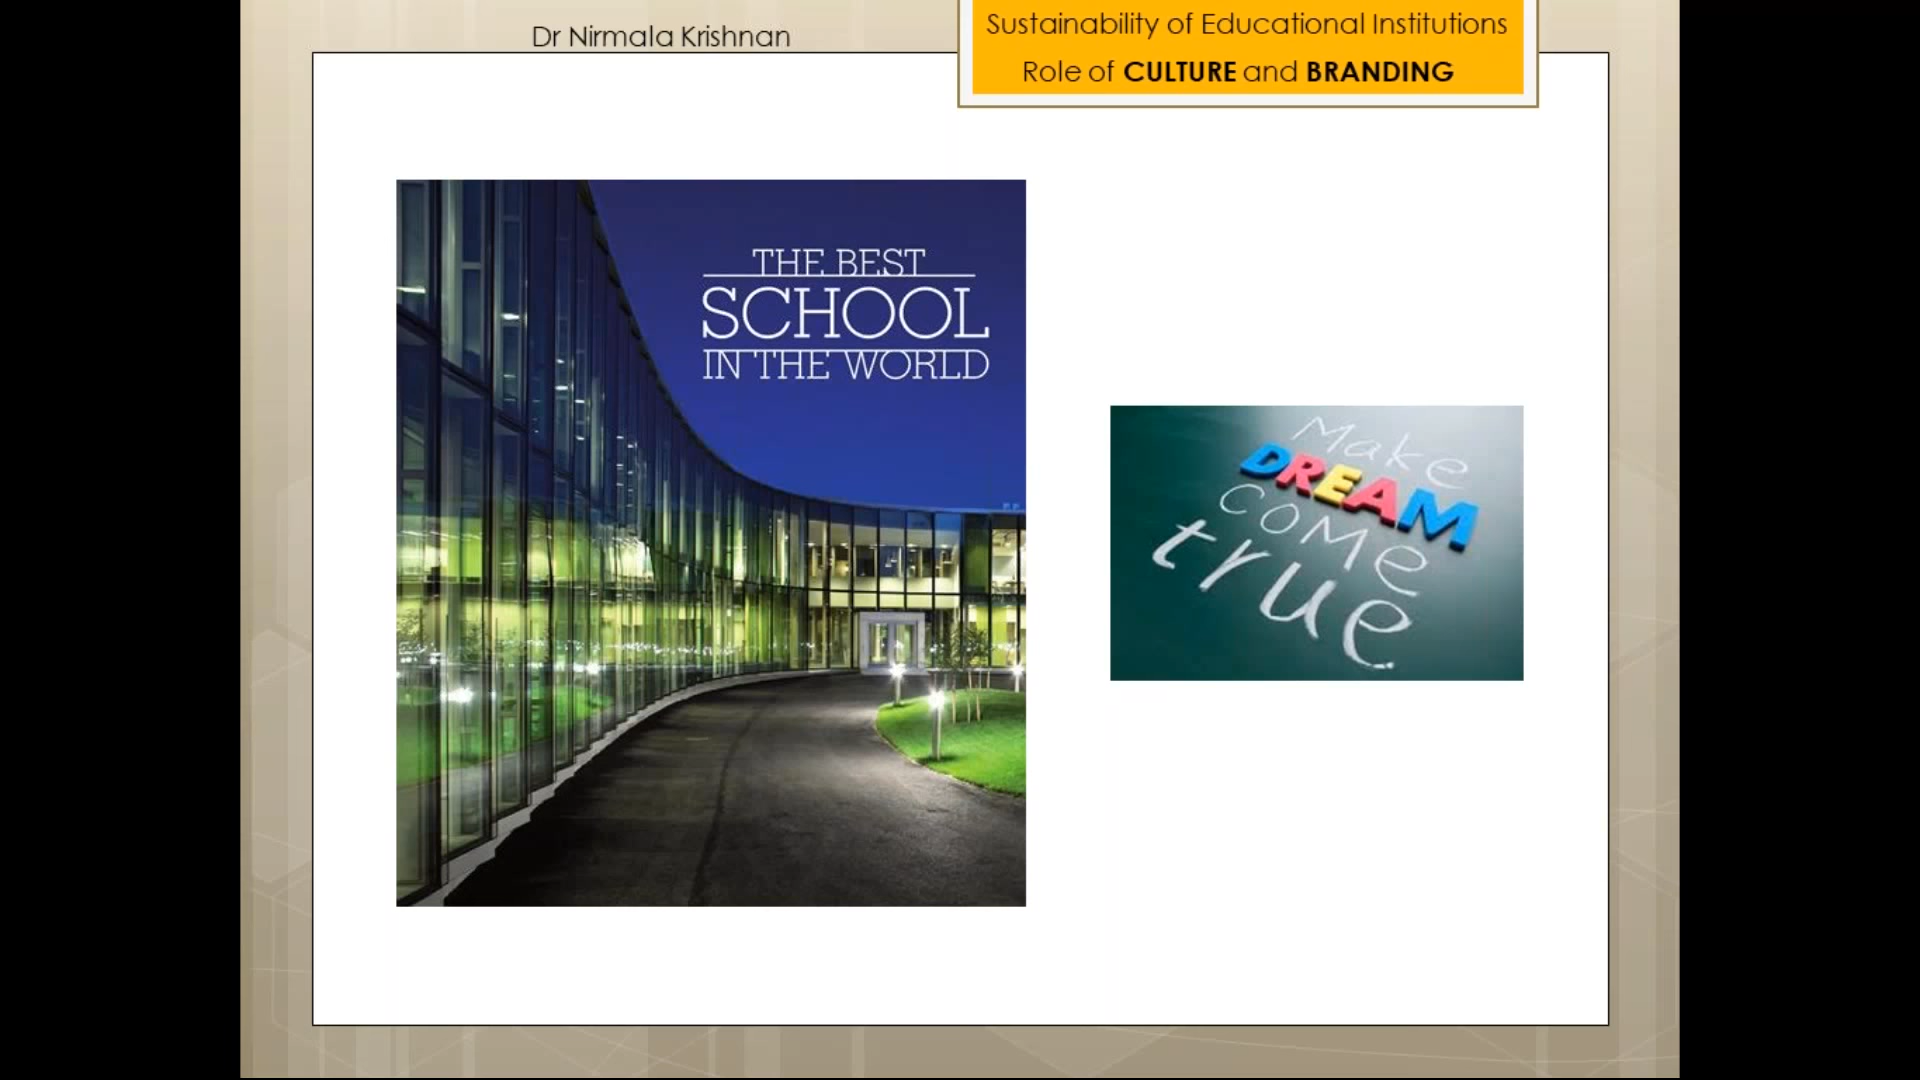 Dr Nirmala Krishnan
Sustainability of Educational Institutions
Role of CULTURE and BRANDING
THE BEST
SCHOOL
IN THE WORLD
Make
DREAM
COME
true